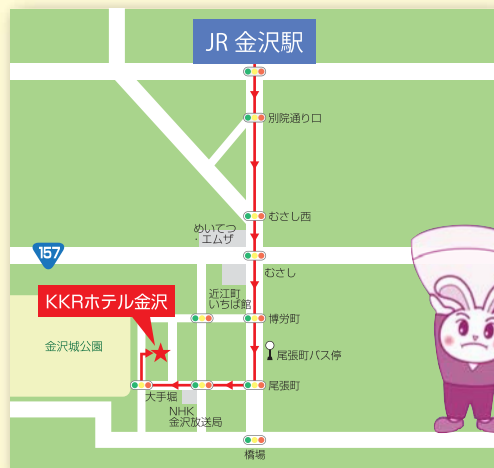 JR 金沢駅
別院通り口
むさし西
めいてつ
・エムザ
157
むさし
近江町
いちば館
KKRホテル金沢
博労町
金沢城公園
尾張町バス停
大手堀
尾張町
NHK
金沢放送局
橋場